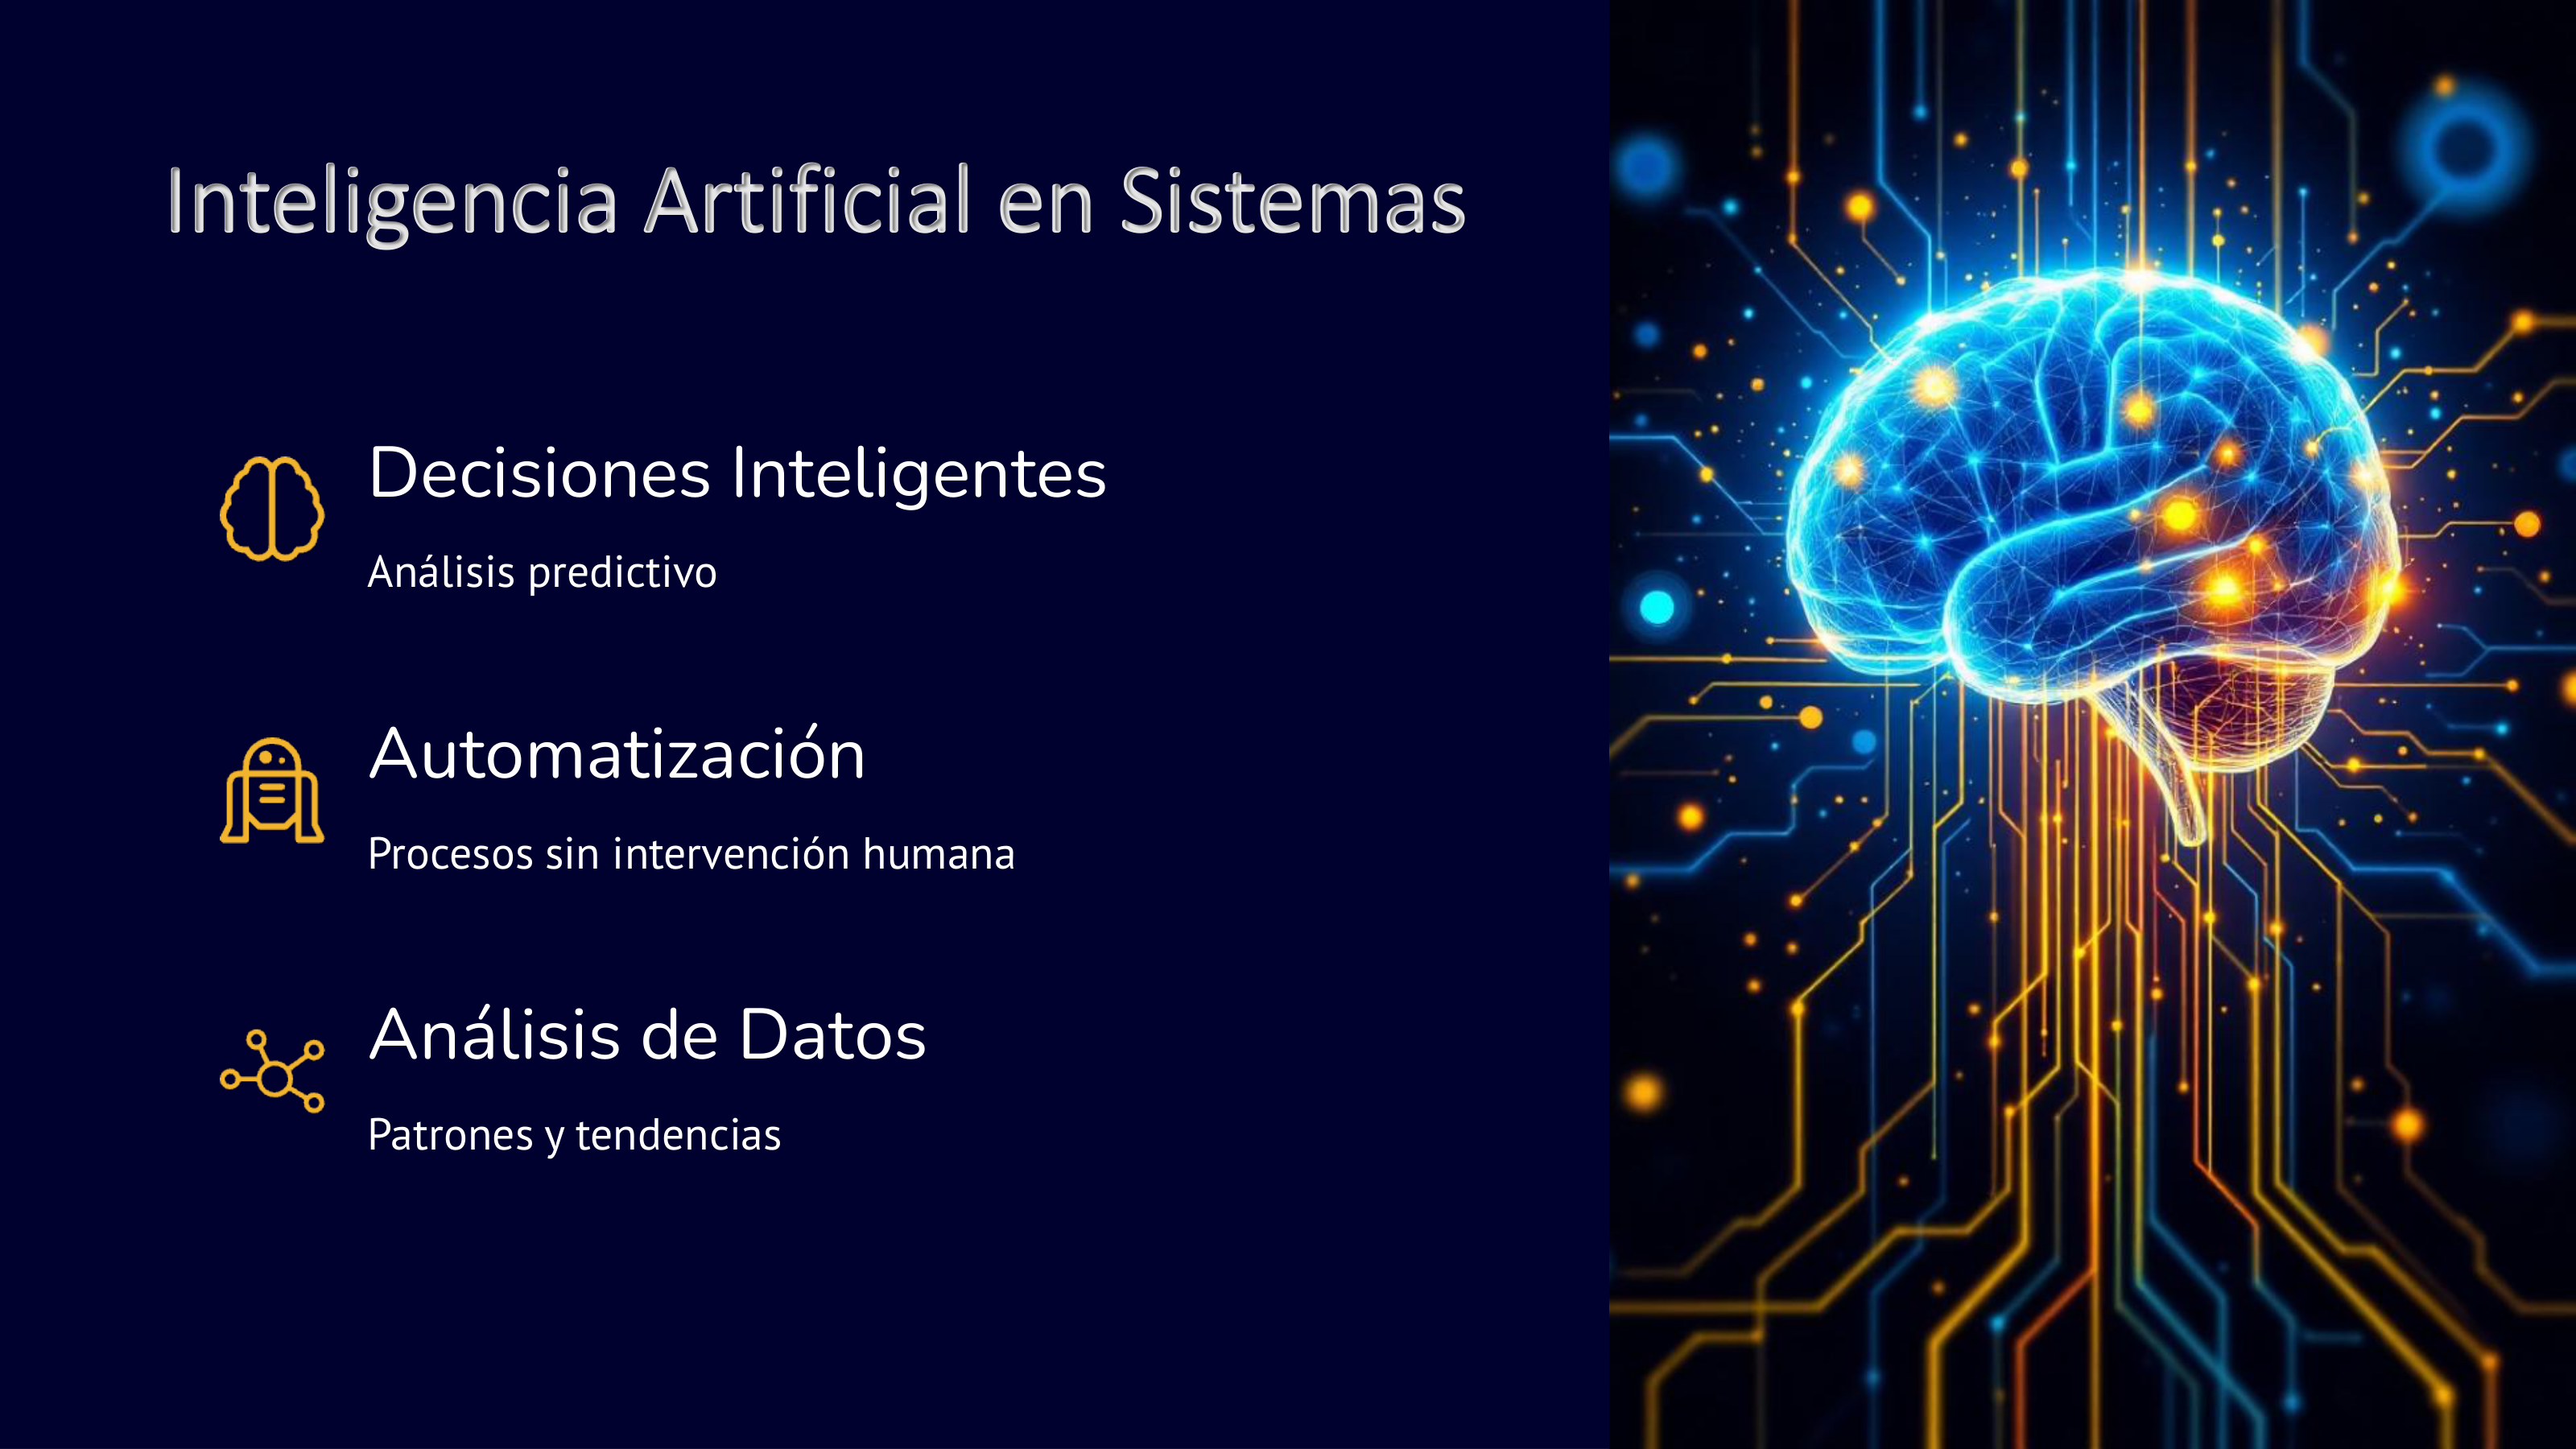 Inteligencia Artificial en Sistemas
Decisiones Inteligentes
Análisis predictivo
Automatización
Procesos sin intervención humana
Análisis de Datos
Patrones y tendencias